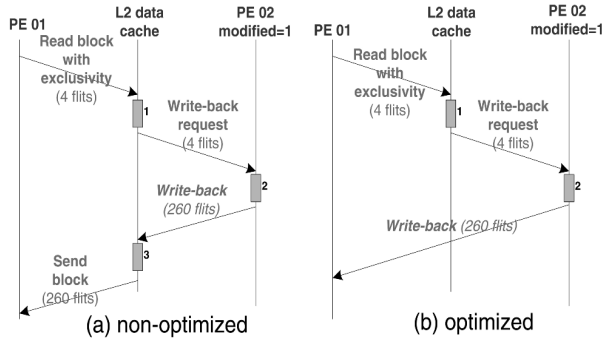 PE 01
L2 data
cache
PE 02
modified=1
Read block
with
exclusivity
(4 flits)
1
Write-back
request
(4 flits)
2
Write-back
(260 flits)
3
Send
block
(260 flits)
(a) non-optimized
PE 01
L2 data
cache
PE 02
modified=1
Read block
with
exclusivity
(4 flits)
1
Write-back
request
(4 flits)
2
Write-back (260 flits)
(b) optimized